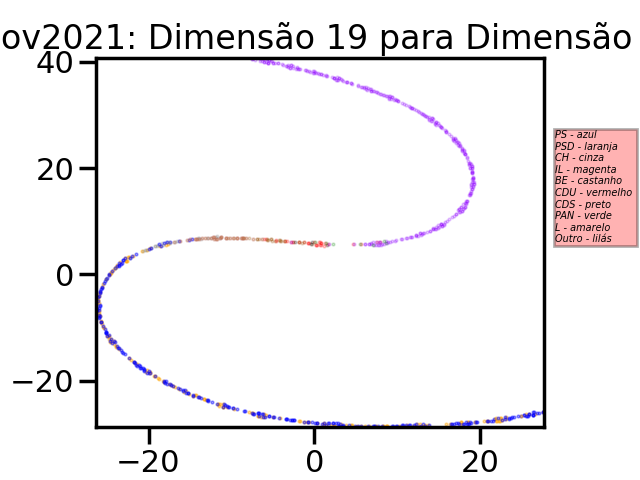 ov2021: Dimensão 19 para Dimensão
40
20
0
−20
−20
0
20
PS - azul
PSD - laranja
CH - cinza
IL - magenta
BE - castanho
CDU - vermelho
CDS - preto
PAN - verde
L - amarelo
Outro - lilás